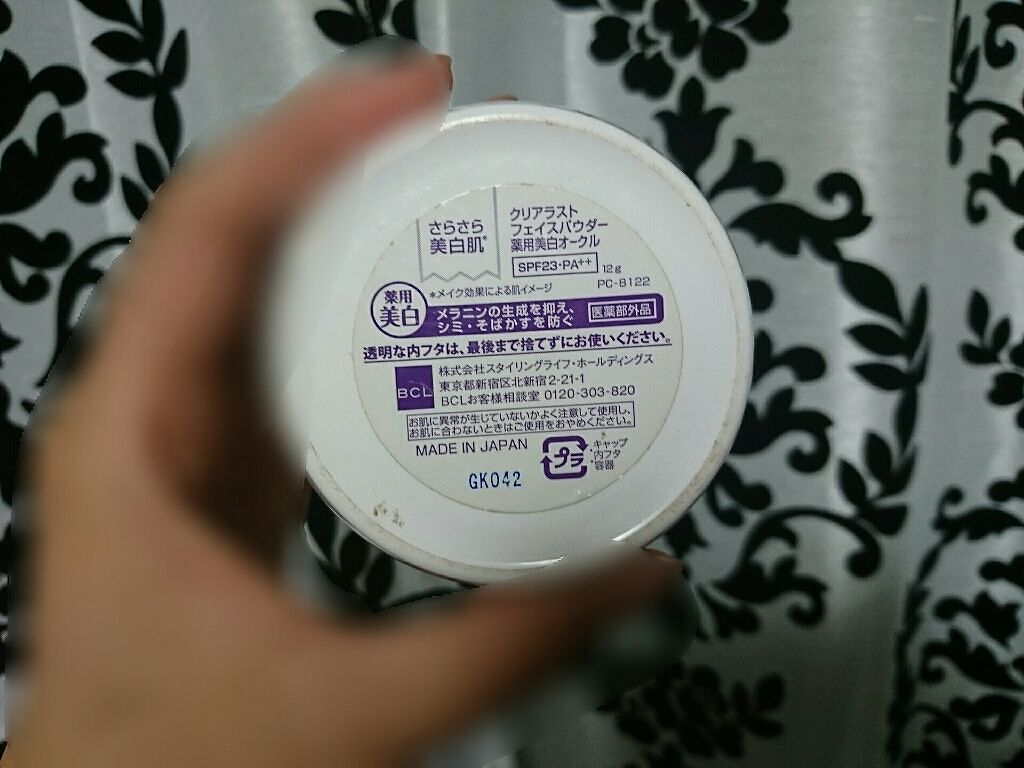 さらさら
美白肌*
クリアラスト
フェイスパウダー
薬用美白オークル
SPF23・PA++ 12g
PC-8122
*メイク効果による肌イメージ
薬用
美白
メラニンの生成を抑え、
シミ・そばかすを防ぐ
医薬部外品
透明な内フタは、最後まで捨てずにお使いください。
BCL
株式会社スタイリングライフ・ホールディングス
東京都新宿区北新宿2-21-1
BCLお客様相談室 0120-303-820
お肌に異常が生じていないかよく注意して使用し、
お肌に合わないときはご使用をおやめください。
MADE IN JAPAN
プラ
キャップ
内フタ
容器
GK042